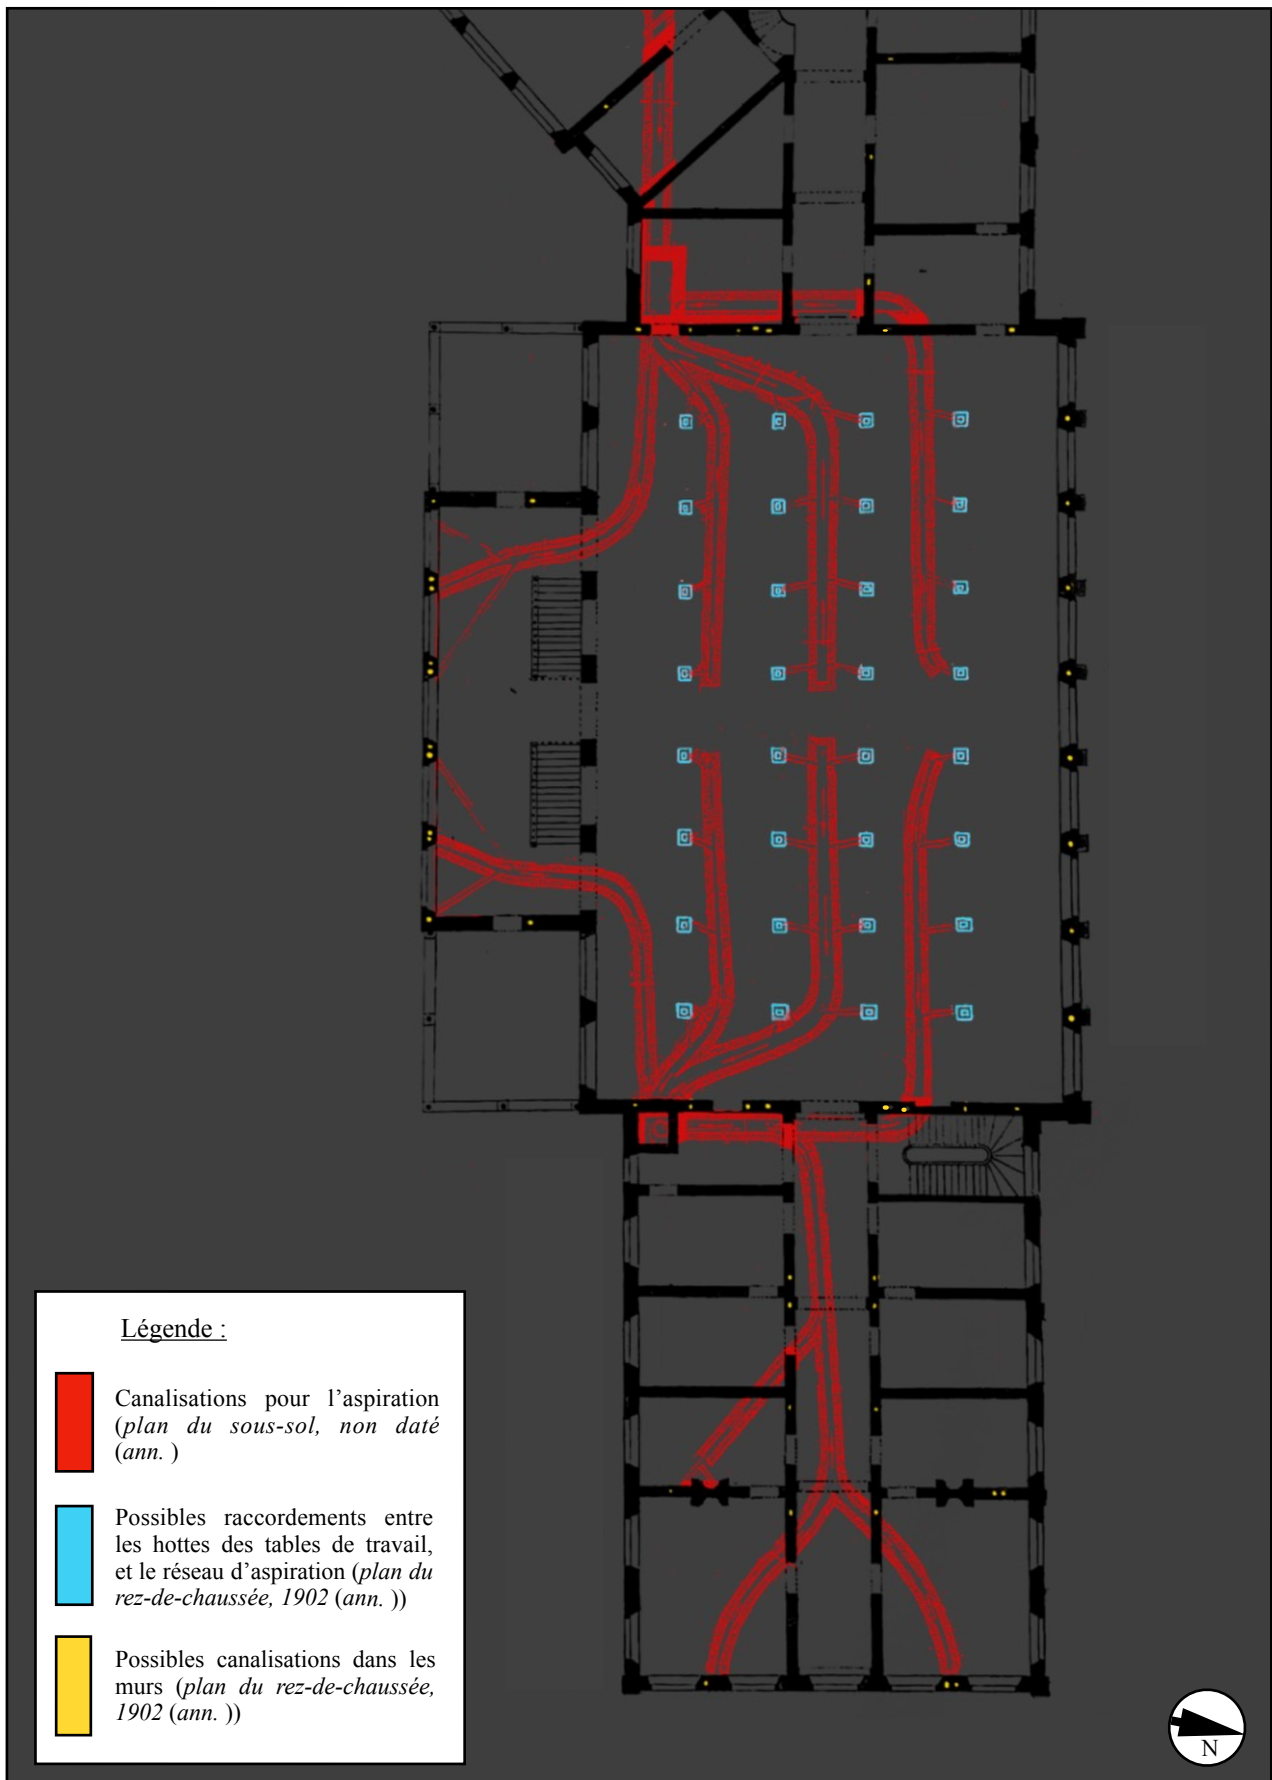 Légende :
Canalisations pour l’aspiration
(plan du sous-sol, non daté
(ann. )
Possibles raccordements entre
les hottes des tables de travail,
et le réseau d’aspiration (plan du
rez-de-chaussée, 1902 (ann. ))
Possibles canalisations dans les
murs (plan du rez-de-chaussée,
1902 (ann. ))
N